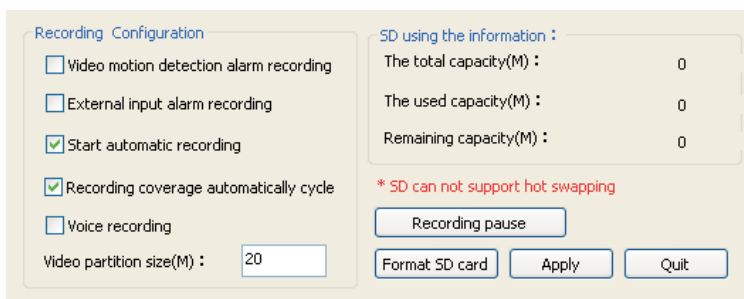 Recording Configuration
Video motion detection alarm recording
External input alarm recording
Start automatic recording
Recording coverage automatically cycle
Voice recording
Video partition size(M)： 20
SD using the information：
The total capacity(M)： 0
The used capacity(M)： 0
Remaining capacity(M)： 0
* SD can not support hot swapping
Recording pause
Format SD card Apply Quit